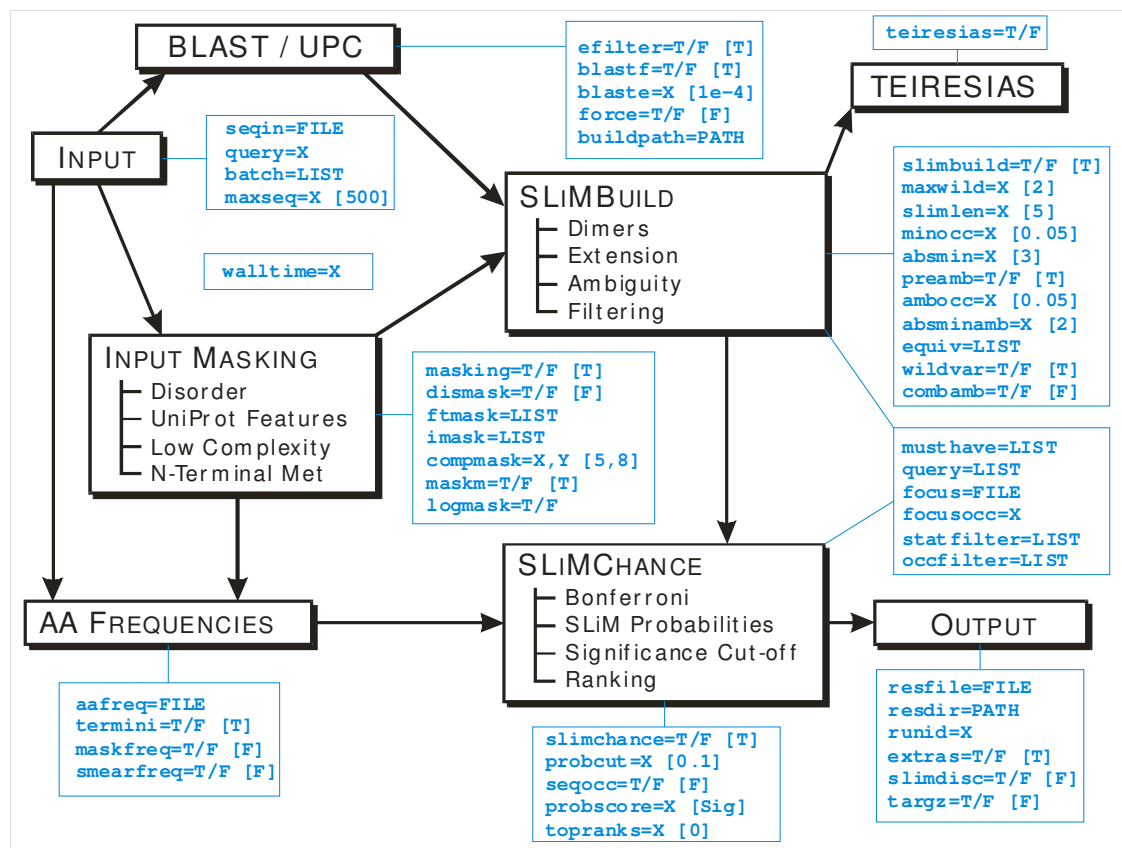 BLAST / UPC
efilter=T/F [T]
blastf=T/F [T]
blaste=X [1e-4]
force=T/F [F]
buildpath=PATH
teiresias=T/F
TEIRESIAS
INPUT
seqin=FILE
query=X
batch=LIST
maxseq=X [500]
walltime=X
SLIMBUILD
Dimers
Extension
Ambiguity
Filtering
slimbuild=T/F [T]
maxwild=X [2]
slimlen=X [5]
minocc=X [0.05]
absmin=X [3]
preamb=T/F [T]
ambocc=X [0.05]
absminamb=X [2]
equiv=LIST
wildvar=T/F [T]
combamb=T/F [F]
INPUT MASKING
Disorder
UniProt Features
Low Complexity
N-Terminal Met
masking=T/F [T]
dismask=T/F [F]
ftmask=LIST
imask=LIST
compmask=X,Y [5,8]
maskm=T/F [T]
logmask=T/F
musthave=LIST
query=LIST
focus=FILE
focusocc=X
statfilter=LIST
occfilter=LIST
AA FREQUENCIES
aafreq=FILE
termini=T/F [T]
maskfreq=T/F [F]
smearfreq=T/F [F]
SLIMCHANCE
Bonferroni
SLiM Probabilities
Significance Cut-off
Ranking
slimchance=T/F [T]
probcut=X [0.1]
seqocc=T/F [F]
probscore=X [Sig]
topranks=X [0]
OUTPUT
resfile=FILE
resdir=PATH
runid=X
extras=T/F [T]
slimdisc=T/F [F]
targz=T/F [F]